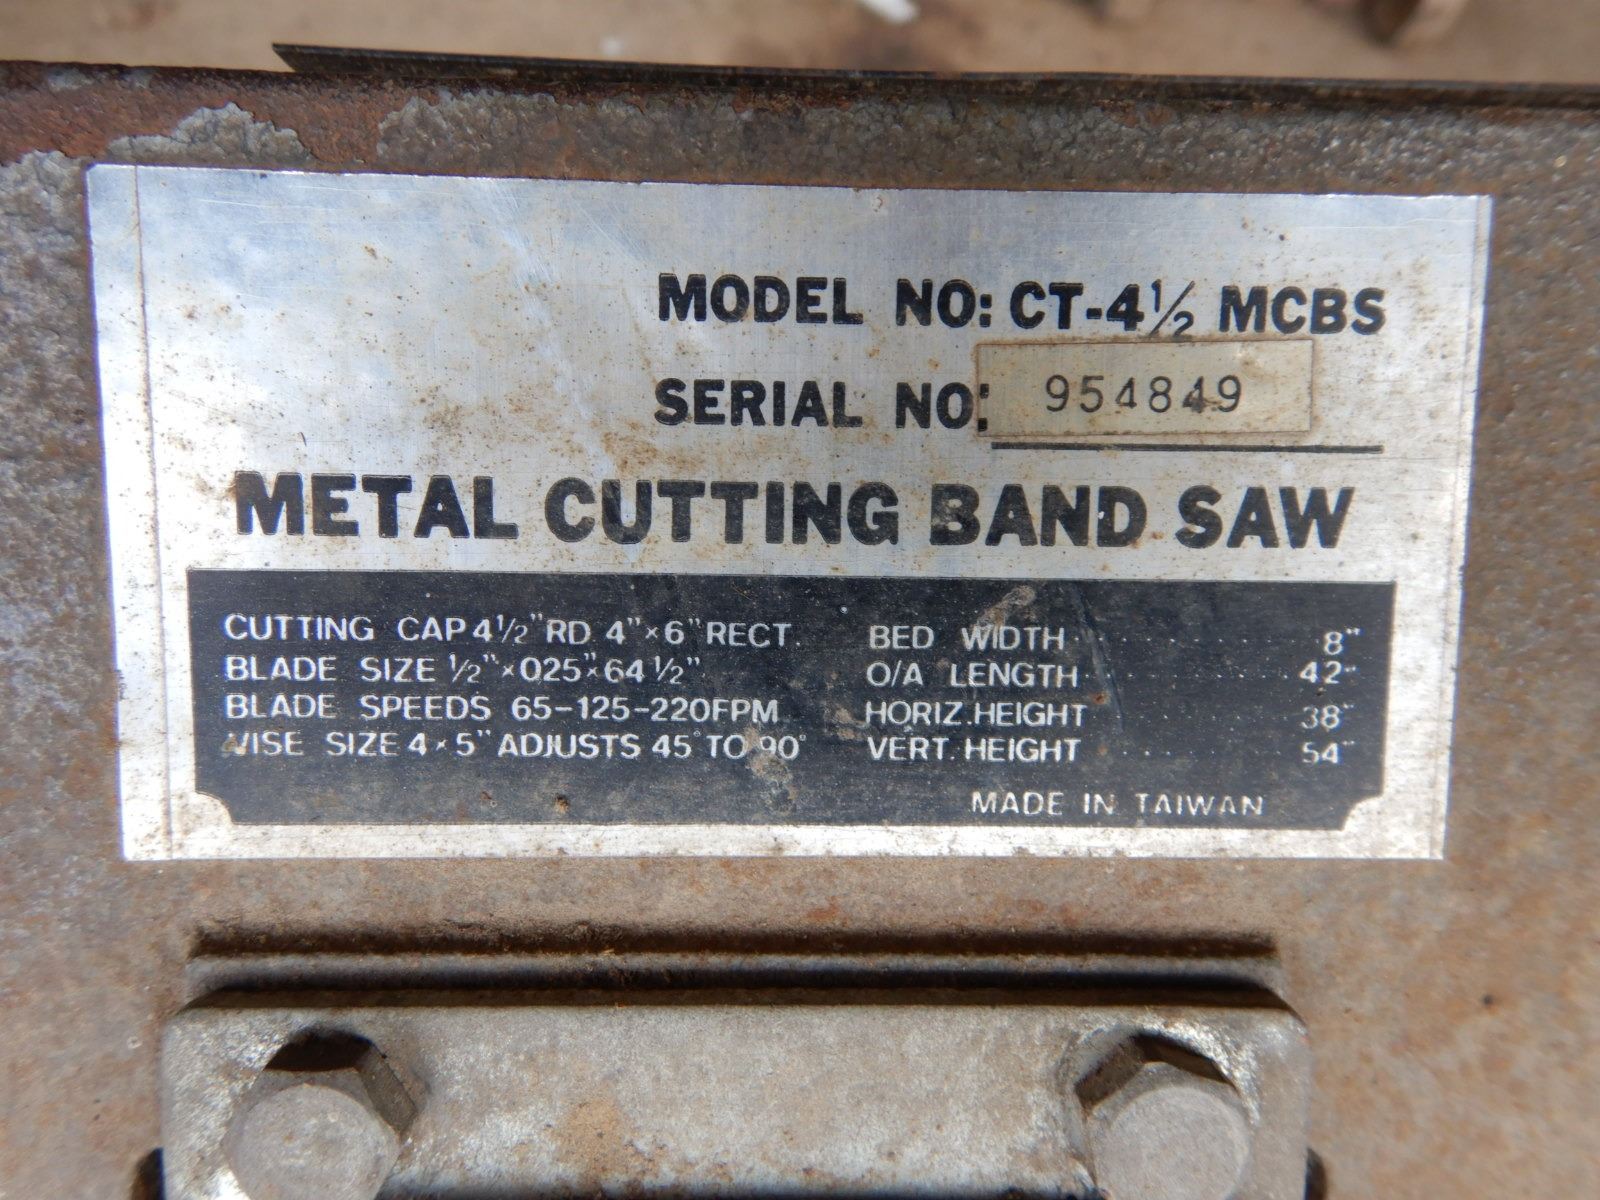 MODEL NO: CT-4½ MCBS
SERIAL NO: 954849
METAL CUTTING BAND SAW
CUTTING CAP 4½" RD 4"×6" RECT.
BLADE SIZE ½"×025"×64½"
BLADE SPEEDS 65-125-220FPM
VISE SIZE 4×5" ADJUSTS 45° TO 90°
BED WIDTH 8"
O/A LENGTH 42"
HORIZ. HEIGHT 38"
VERT. HEIGHT 54"
MADE IN TAIWAN